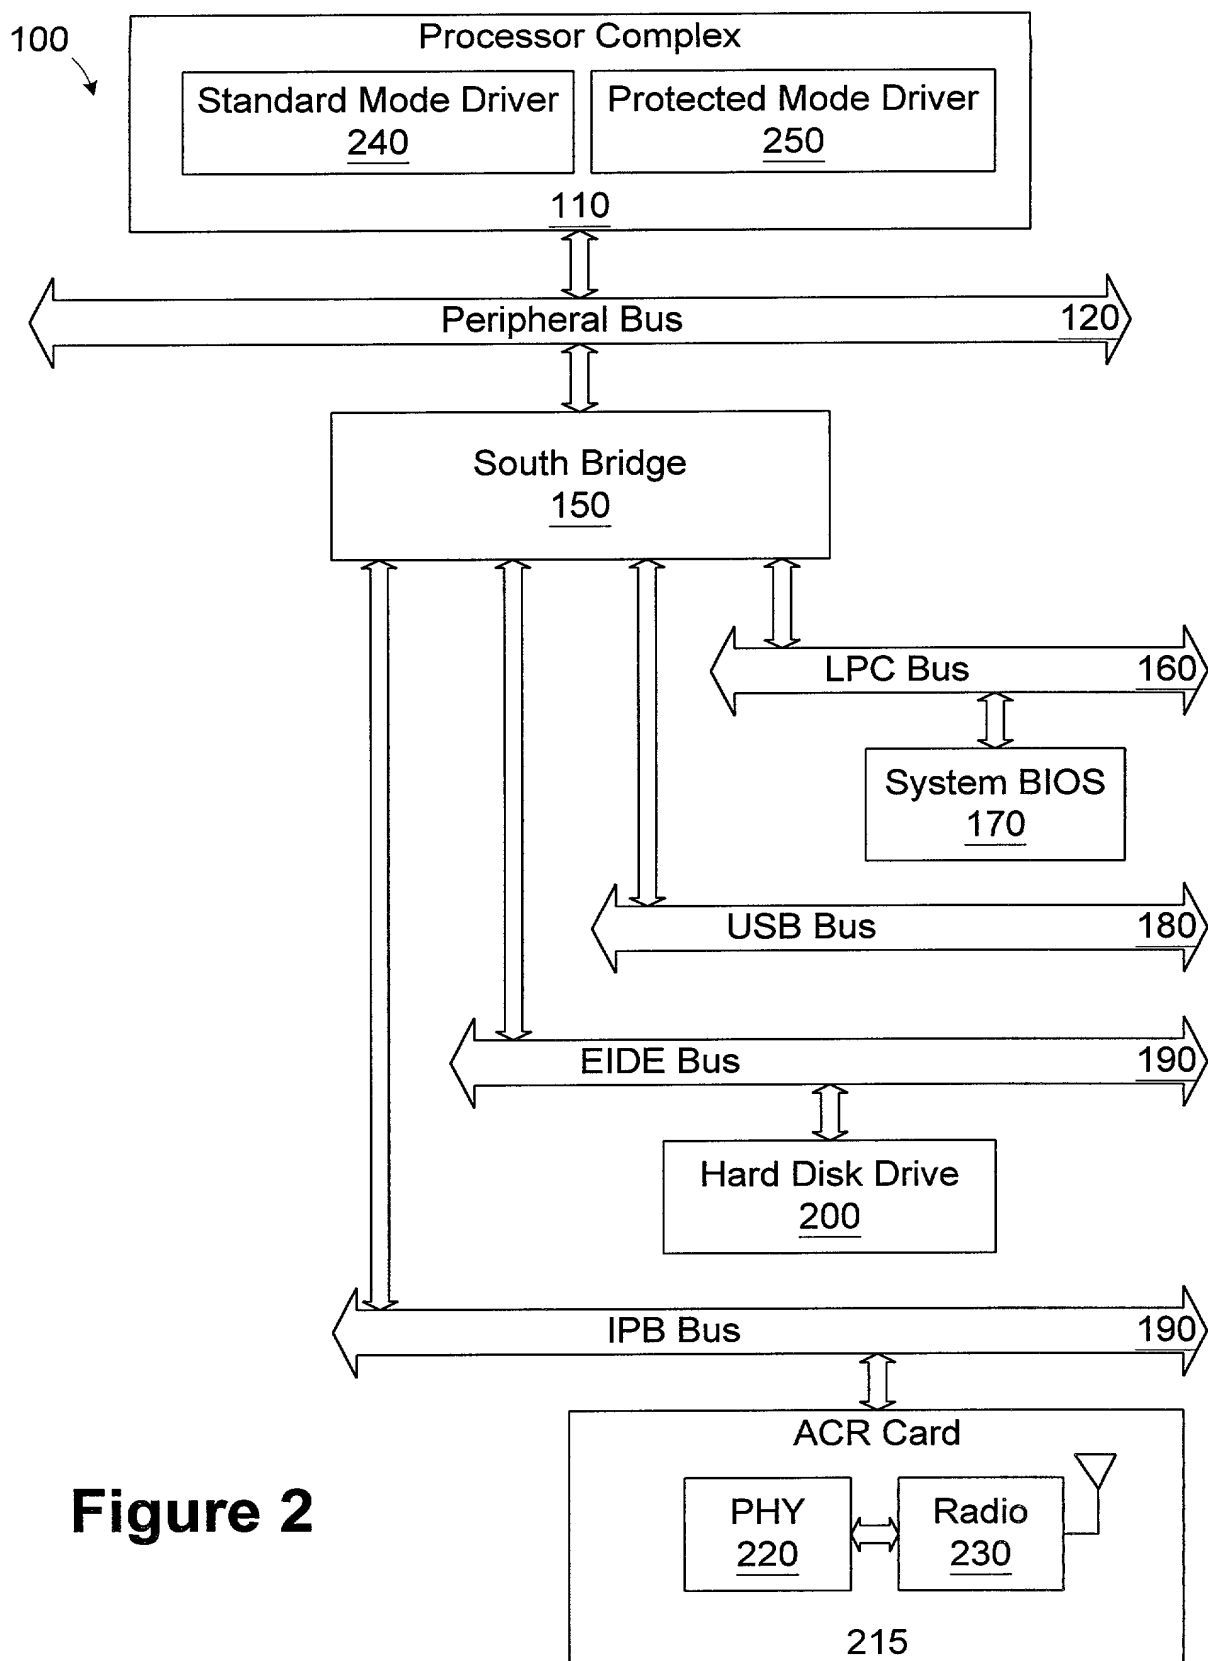 100
Processor Complex
Standard Mode Driver
240
Protected Mode Driver
250
110
Peripheral Bus
120
South Bridge
150
LPC Bus
160
System BIOS
170
USB Bus
180
EIDE Bus
190
Hard Disk Drive
200
IPB Bus
190
ACR Card
PHY
220
Radio
230
215
Figure 2